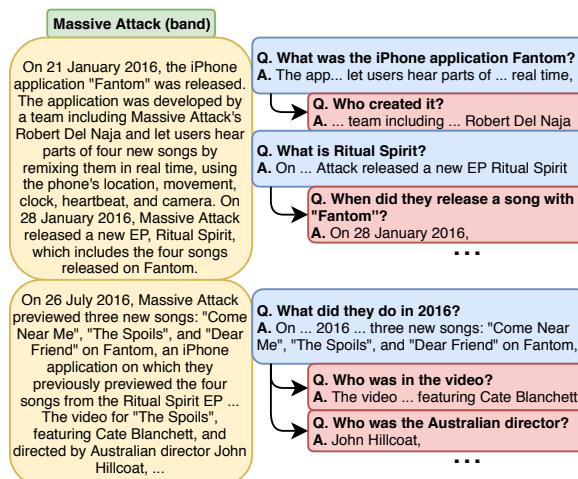 Massive Attack (band)
On 21 January 2016, the iPhone
application "Fantom" was released.
The application was developed by
a team including Massive Attack's
Robert Del Naja and let users hear
parts of four new songs by
remixing them in real time, using
the phone's location, movement,
clock, heartbeat, and camera. On
28 January 2016, Massive Attack
released a new EP, Ritual Spirit,
which includes the four songs
released on Fantom.
Q. What was the iPhone application Fantom?
A. The app... let users hear parts of ... real time,
Q. Who created it?
A. ... team including ... Robert Del Naja
Q. What is Ritual Spirit?
A. On ... Attack released a new EP Ritual Spirit
Q. When did they release a song with
"Fantom"?
A. On 28 January 2016,
...
On 26 July 2016, Massive Attack
previewed three new songs: "Come
Near Me", "The Spoils", and "Dear
Friend" on Fantom, an iPhone
application on which they
previously previewed the four
songs from the Ritual Spirit EP ...
The video for "The Spoils",
featuring Cate Blanchett, and
directed by Australian director John
Hillcoat, ...
Q. What did they do in 2016?
A. On ... 2016 ... three new songs: "Come Near
Me", "The Spoils", and "Dear Friend" on Fantom,
Q. Who was in the video?
A. The video ... featuring Cate Blanchett
Q. Who was the Australian director?
A. John Hillcoat,
...